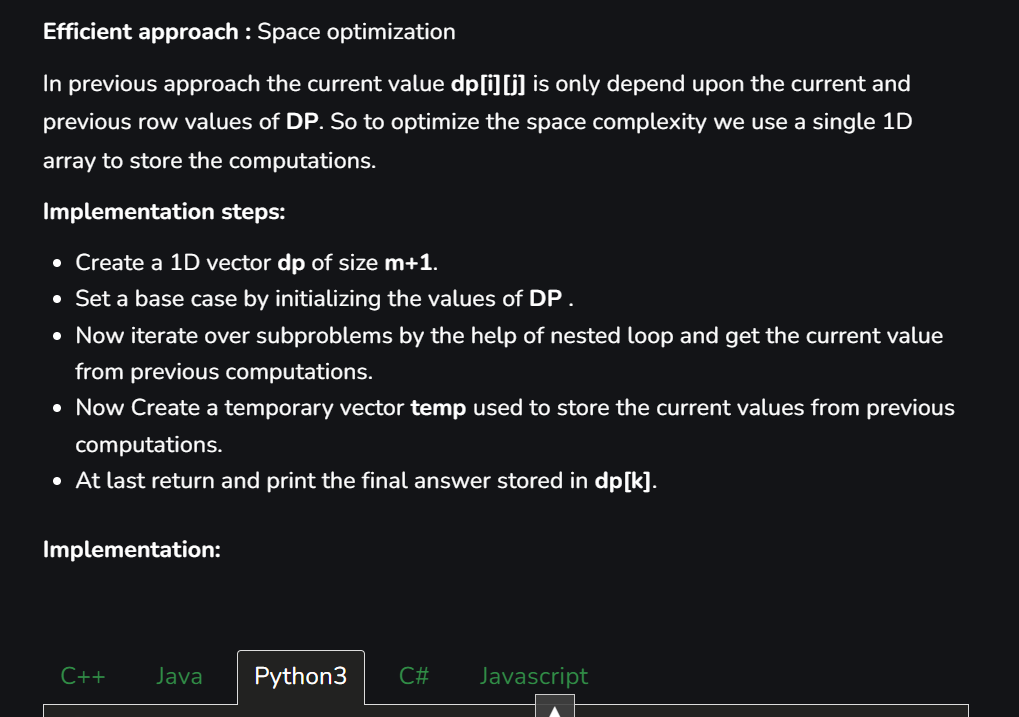 Efficient approach : Space optimization
In previous approach the current value dp[i][j] is only depend upon the current and
previous row values of DP. So to optimize the space complexity we use a single 1D
array to store the computations.
Implementation steps:
• Create a 1D vector dp of size m+1.
• Set a base case by initializing the values of DP .
• Now iterate over subproblems by the help of nested loop and get the current value
from previous computations.
• Now Create a temporary vector temp used to store the current values from previous
computations.
• At last return and print the final answer stored in dp[k].
Implementation:
C++ Java Python3 C# Javascript